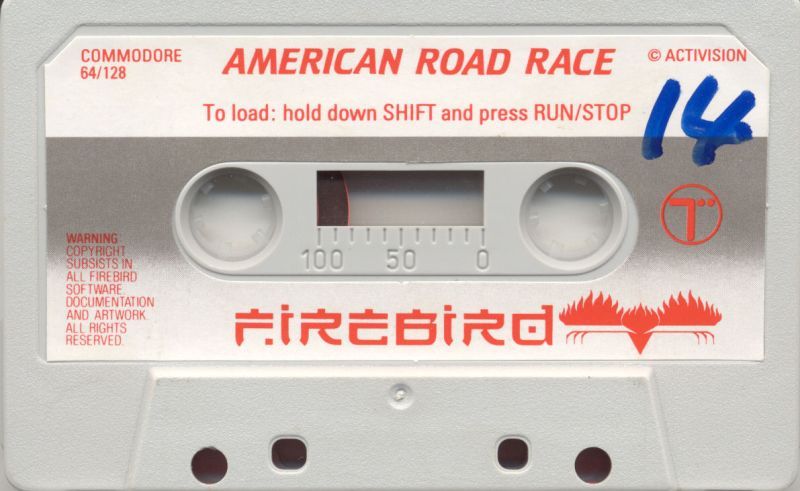 COMMODORE
64/128
AMERICAN ROAD RACE
© ACTIVISION
To load: hold down SHIFT and press RUN/STOP
14
WARNING
COPYRIGHT
SUBSISTS IN
ALL FIREBIRD
SOFTWARE
DOCUMENTATION
AND ARTWORK.
ALL RIGHTS
RESERVED.
100 50 0
FIREBIRD